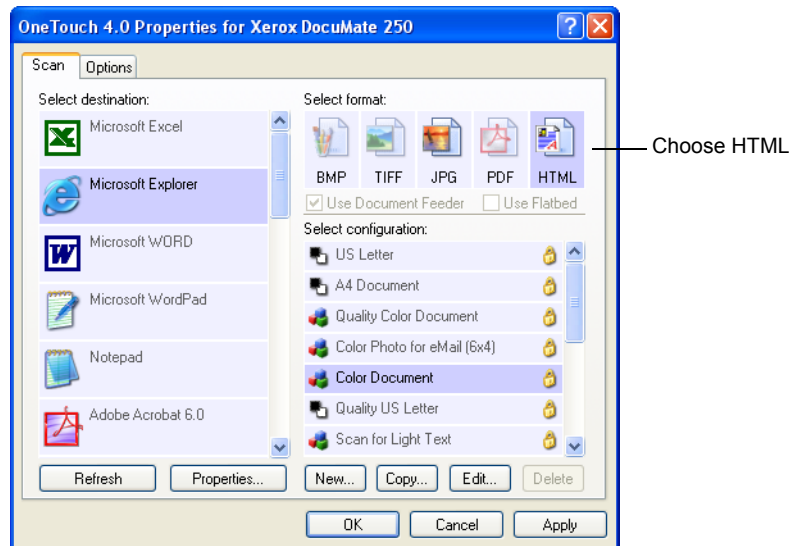 OneTouch 4.0 Properties for Xerox DocuMate 250
Scan
Options
Select destination:
Microsoft Excel
Microsoft Explorer
Microsoft WORD
Microsoft WordPad
Notepad
Adobe Acrobat 6.0
Refresh
Properties...
Select format:
BMP
TIFF
JPG
PDF
HTML
Use Document Feeder
Use Flatbed
Select configuration:
US Letter
A4 Document
Quality Color Document
Color Photo for eMail (6x4)
Color Document
Quality US Letter
Scan for Light Text
New...
Copy...
Edit...
Delete
OK
Cancel
Apply
Choose HTML